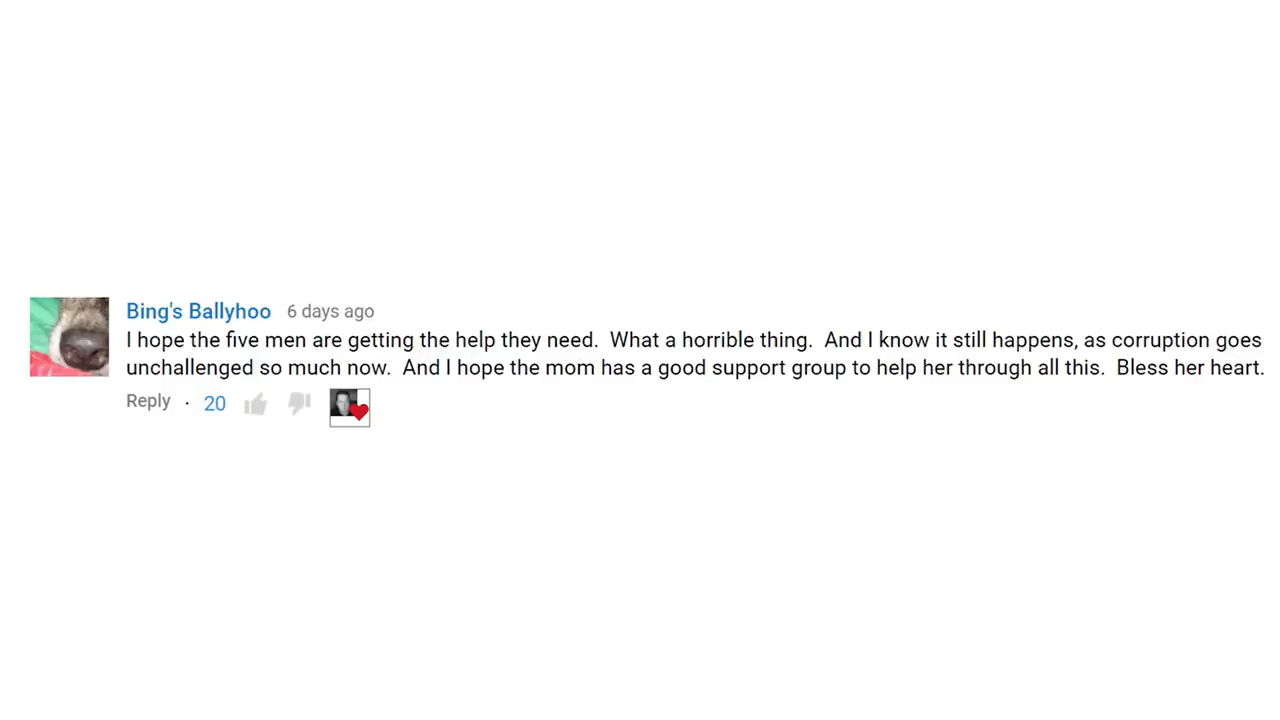 Bing's Ballyhoo 6 days ago
I hope the five men are getting the help they need.  What a horrible thing.  And I know it still happens, as corruption goes
unchallenged so much now.  And I hope the mom has a good support group to help her through all this.  Bless her heart.
Reply · 20